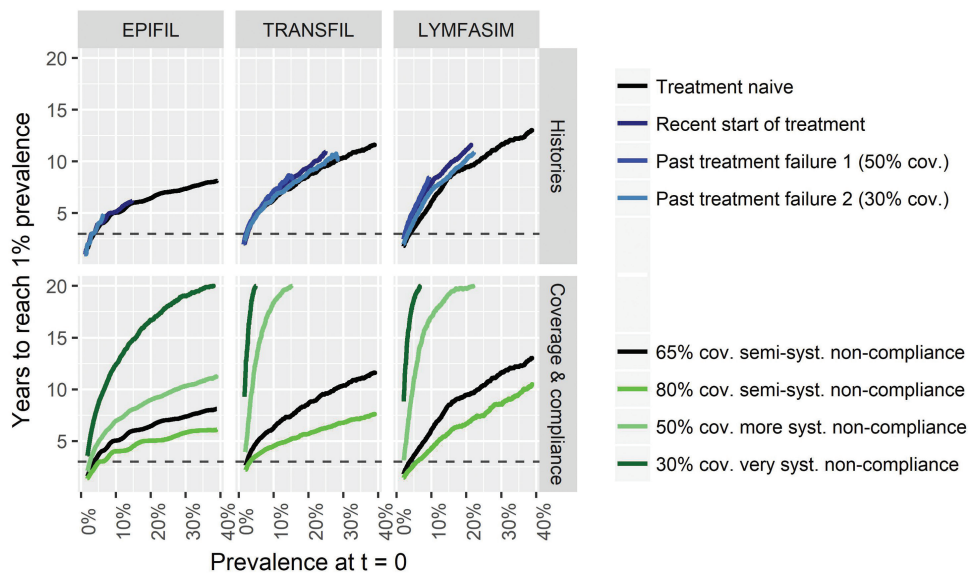 EPIFIL TRANSFIL LYMFASIM
Years to reach 1% prevalence
20
15
10
5
Histories
20
15
10
5
Coverage & compliance
0% 10% 20% 30% 40% 0% 10% 20% 30% 40% 0% 10% 20% 30% 40%
Prevalence at t = 0
Treatment naive
Recent start of treatment
Past treatment failure 1 (50% cov.)
Past treatment failure 2 (30% cov.)
65% cov. semi-syst. non-compliance
80% cov. semi-syst. non-compliance
50% cov. more syst. non-compliance
30% cov. very syst. non-compliance